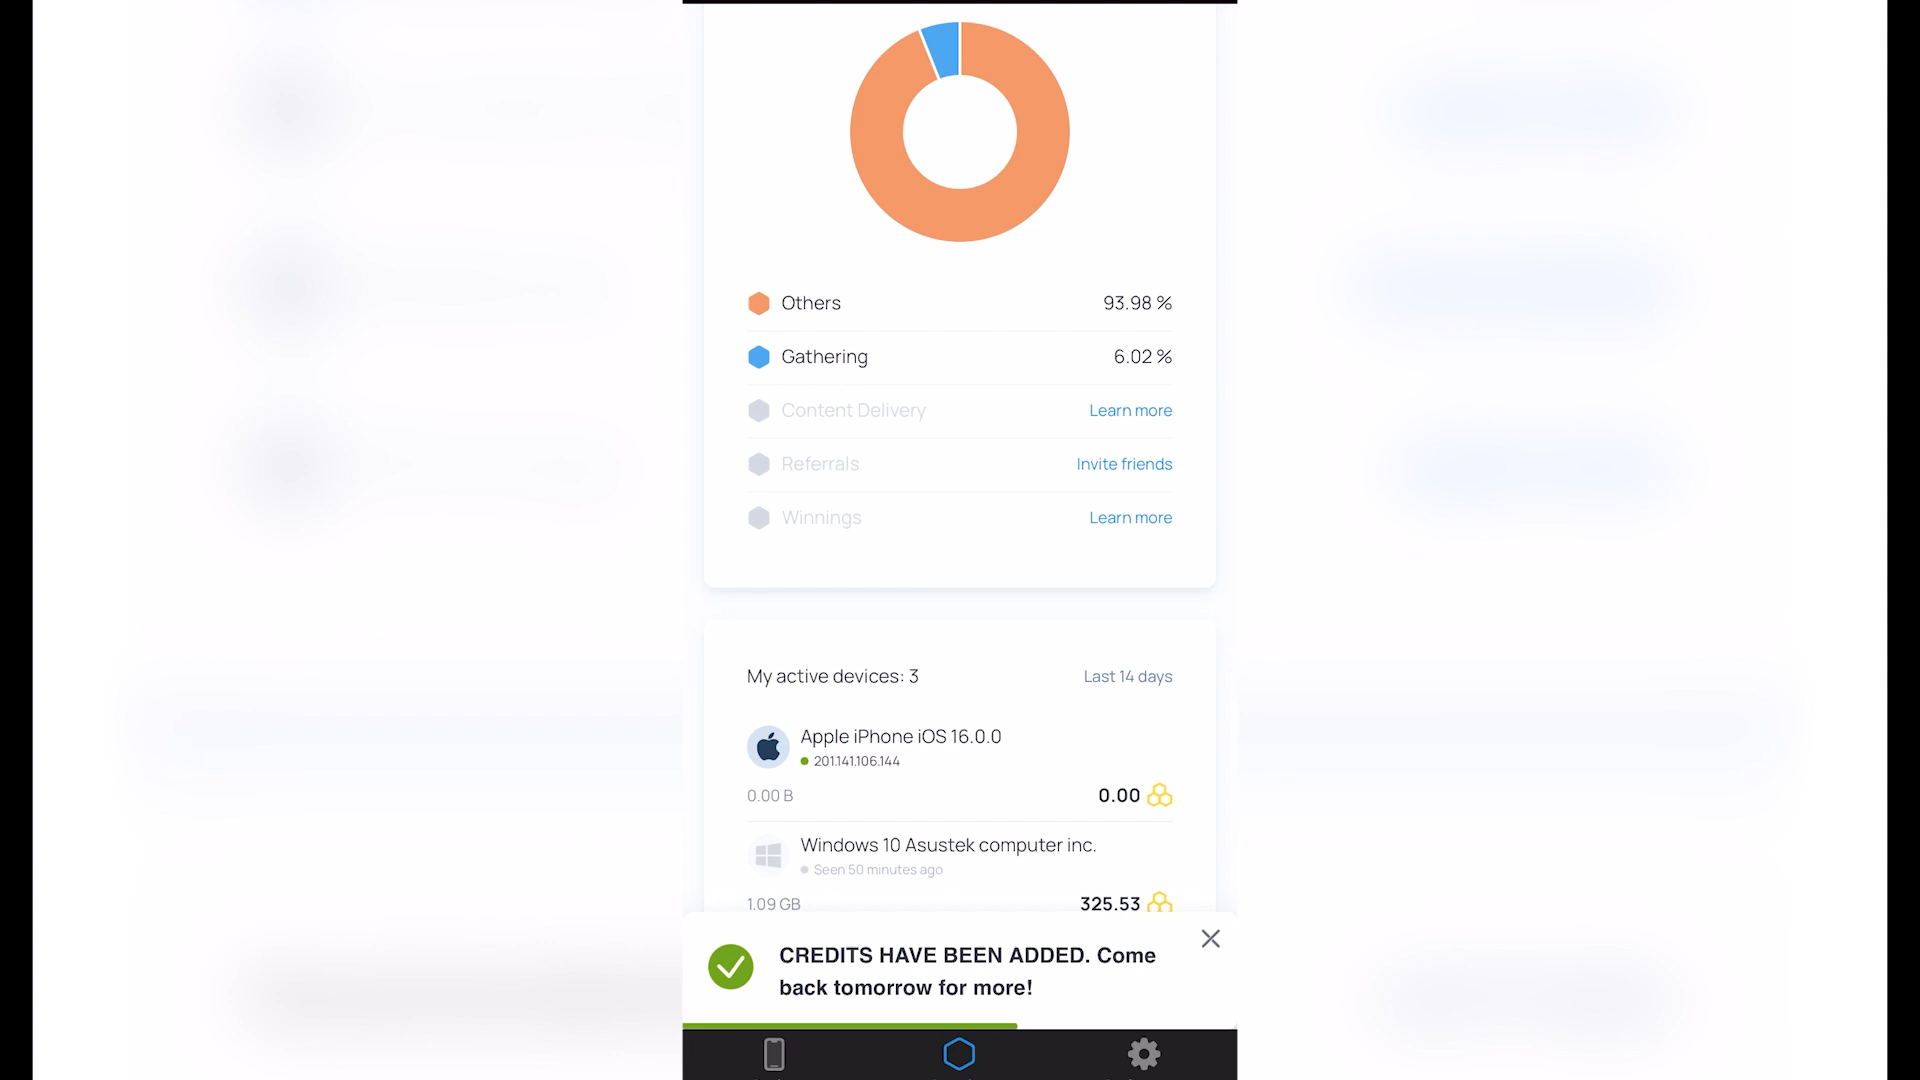 Others 93.98 %
Gathering 6.02 %
Content Delivery Learn more
Referrals Invite friends
Winnings Learn more
My active devices: 3 Last 14 days
Apple iPhone iOS 16.0.0
201.141.106.144
0.00 B 0.00
Windows 10 Asustek computer inc.
Seen 50 minutes ago
1.09 GB 325.53
CREDITS HAVE BEEN ADDED. Come
back tomorrow for more!